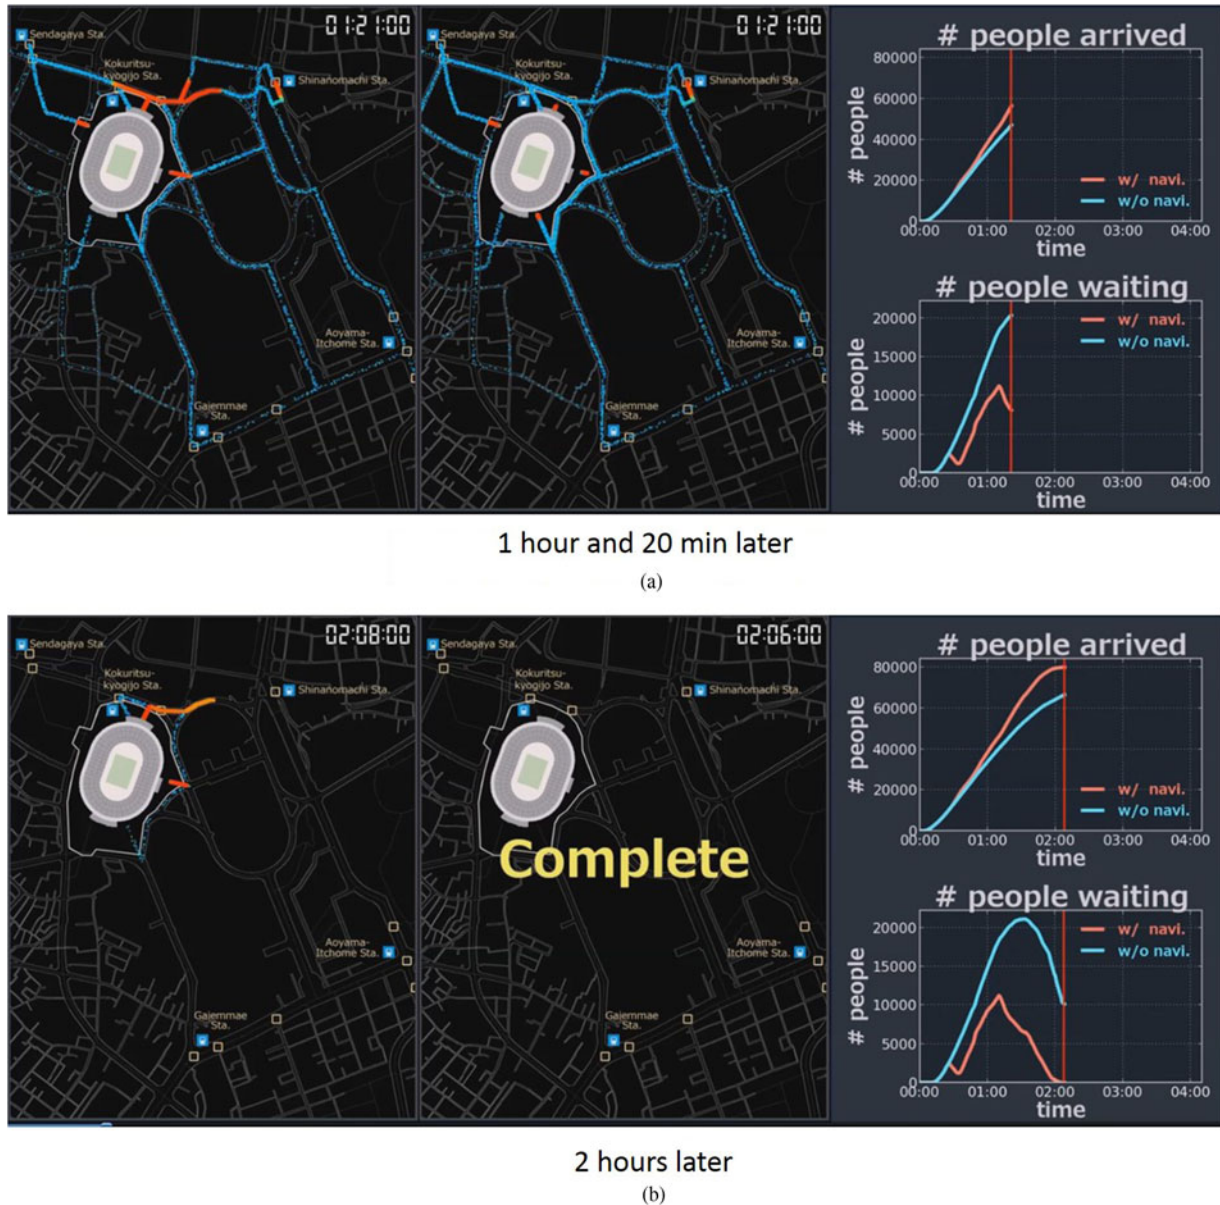 Sendagaya Sta.
01:21:00
Kokuritsu-
kyogijo Sta.
Shinanomachi Sta.
Aoyama-
Itchome Sta.
Gaiemmae
Sta.
Sendagaya Sta.
01:21:00
Kokuritsu-
kyogijo Sta.
Shinanomachi Sta.
Aoyama-
Itchome Sta.
Gaiemmae
Sta.
# people arrived
80000
60000
40000
20000
0
# people
w/ navi.
w/o navi.
00:00 01:00 02:00 03:00 04:00
time
# people waiting
20000
15000
10000
5000
0
# people
w/ navi.
w/o navi.
00:00 01:00 02:00 03:00 04:00
time
1 hour and 20 min later
(a)
Sendagaya Sta.
02:08:00
Kokuritsu-
kyogijo Sta.
Shinanomachi Sta.
Aoyama-
Itchome Sta.
Gaiemmae
Sta.
Sendagaya Sta.
02:06:00
Kokuritsu-
kyogijo Sta.
Shinanomachi Sta.
Complete
Aoyama-
Itchome Sta.
Gaiemmae
Sta.
# people arrived
80000
60000
40000
20000
0
# people
w/ navi.
w/o navi.
00:00 01:00 02:00 03:00 04:00
time
# people waiting
20000
15000
10000
5000
0
# people
w/ navi.
w/o navi.
00:00 01:00 02:00 03:00 04:00
time
2 hours later
(b)